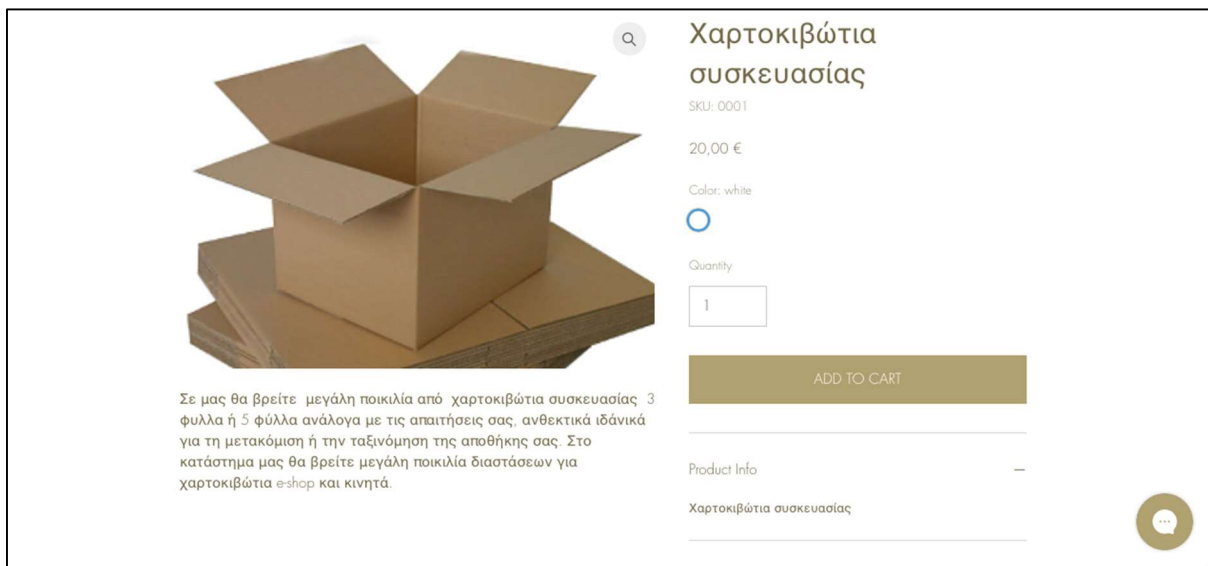 Χαρτοκιβώτια
συσκευασίας
SKU: 0001
20,00 €
Color: white
Quantity
1
ADD TO CART
Product Info
Χαρτοκιβώτια συσκευασίας
Σε μας θα βρείτε μεγάλη ποικιλία από χαρτοκιβώτια συσκευασίας 3
φυλλα ή 5 φύλλα ανάλογα με τις απαιτήσεις σας, ανθεκτικά ιδάνικά
για τη μετακόμιση ή την ταξινόμηση της αποθήκης σας. Στο
κατάστημα μας θα βρείτε μεγάλη ποικιλία διαστάσεων για
χαρτοκιβώτια e-shop και κινητά.